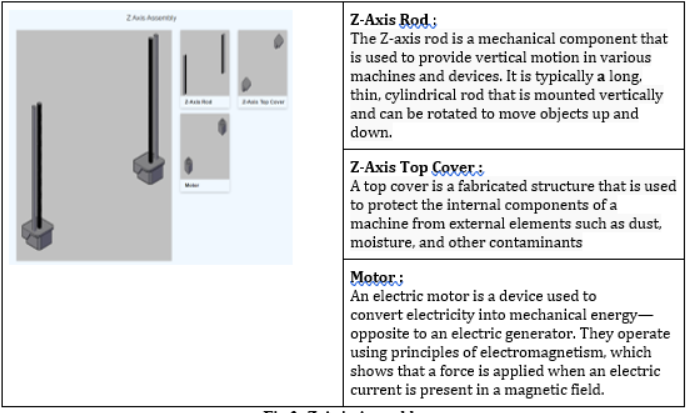 Z Axis Assembly
Z-Axis Rod
Z-Axis Top Cover
Motor
Z-Axis Rod :
The Z-axis rod is a mechanical component that
is used to provide vertical motion in various
machines and devices. It is typically a long,
thin, cylindrical rod that is mounted vertically
and can be rotated to move objects up and
down.
Z-Axis Top Cover :
A top cover is a fabricated structure that is used
to protect the internal components of a
machine from external elements such as dust,
moisture, and other contaminants
Motor :
An electric motor is a device used to
convert electricity into mechanical energy—
opposite to an electric generator. They operate
using principles of electromagnetism, which
shows that a force is applied when an electric
current is present in a magnetic field.